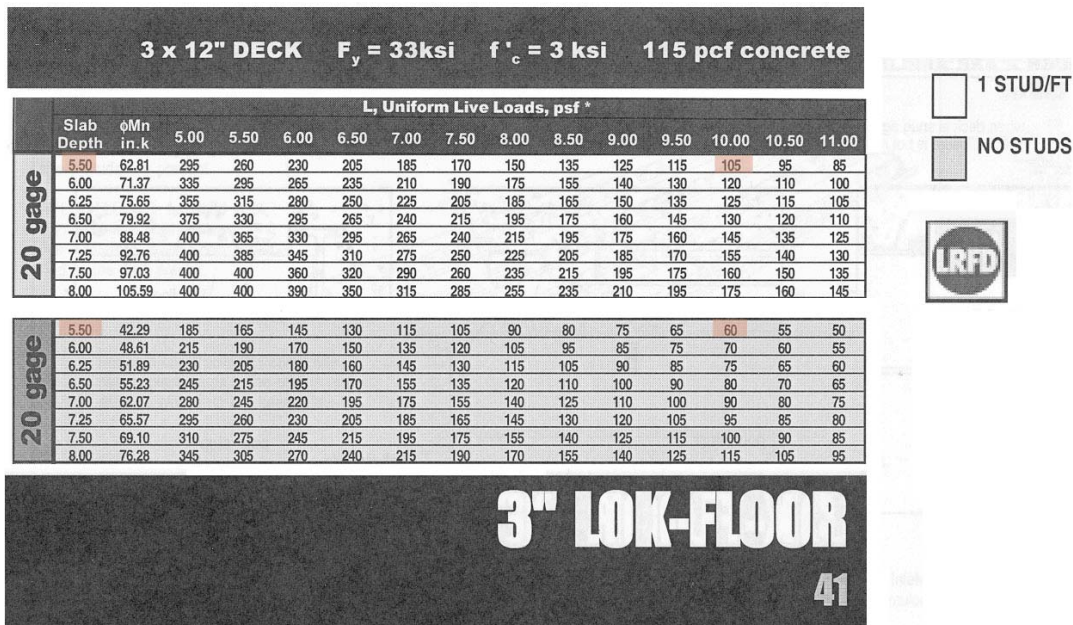 3 x 12" DECK Fy = 33ksi f'c = 3 ksi 115 pcf concrete
1 STUD/FT
NO STUDS
LRFD
L, Uniform Live Loads, psf *
Slab Depth ϕMn in.k 5.00 5.50 6.00 6.50 7.00 7.50 8.00 8.50 9.00 9.50 10.00 10.50 11.00
20 gage
5.50 62.81 295 260 230 205 185 170 150 135 125 115 105 95 85
6.00 71.37 335 295 265 235 210 190 175 155 140 130 120 110 100
6.25 75.65 355 315 280 250 225 205 185 165 150 135 125 115 105
6.50 79.92 375 330 295 265 240 215 195 175 160 145 130 120 110
7.00 88.48 400 365 330 295 265 240 215 195 175 160 145 135 125
7.25 92.76 400 385 345 310 275 250 225 205 185 170 155 140 130
7.50 97.03 400 400 360 320 290 260 235 215 195 175 160 150 135
8.00 105.59 400 400 390 350 315 285 255 235 210 195 175 160 145
20 gage
5.50 42.29 185 165 145 130 115 105 90 80 75 65 60 55 50
6.00 48.61 215 190 170 150 135 120 105 95 85 75 70 60 55
6.25 51.89 230 205 180 160 145 130 115 105 90 85 75 65 60
6.50 55.23 245 215 195 170 155 135 120 110 100 90 80 70 65
7.00 62.07 280 245 220 195 175 155 140 125 110 100 90 80 75
7.25 65.57 295 260 230 205 185 165 145 130 120 105 95 85 80
7.50 69.10 310 275 245 215 195 175 155 140 125 115 100 90 85
8.00 76.28 345 305 270 240 215 190 170 155 140 125 115 105 95
3" LOK-FLOOR
41